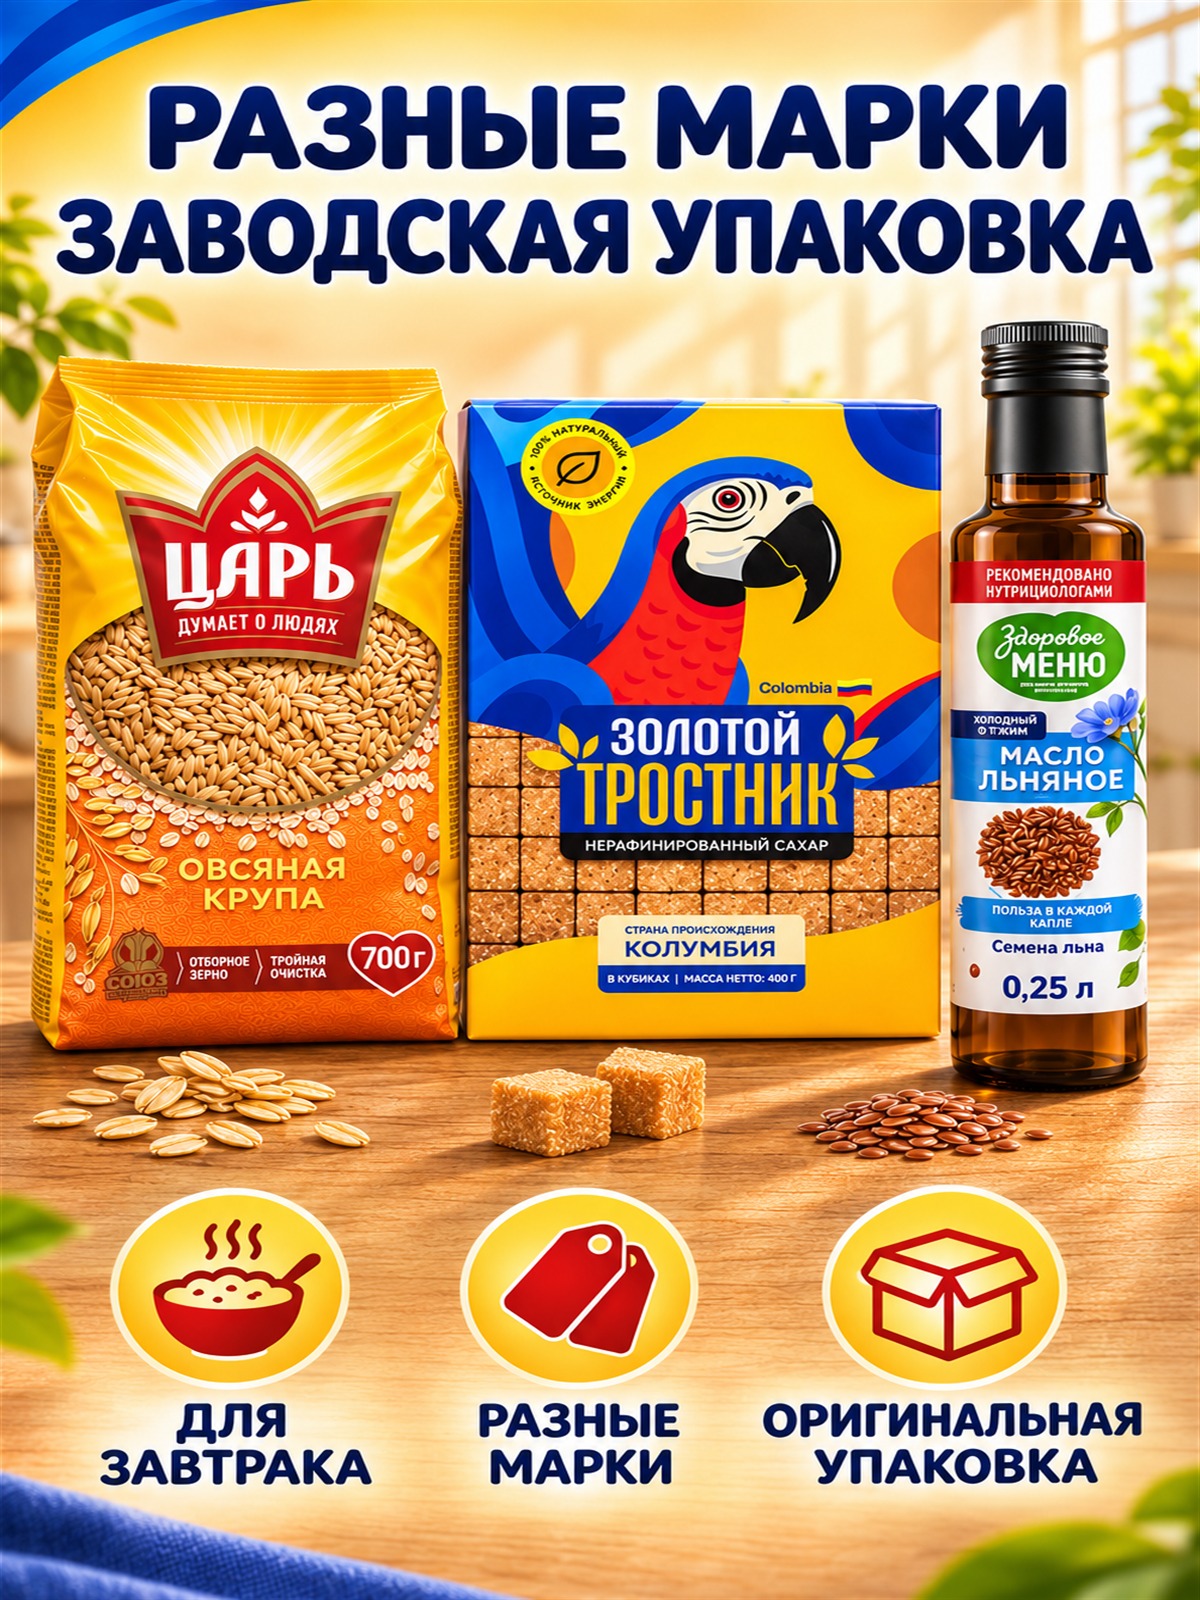 РАЗНЫЕ МАРКИ
ЗАВОДСКАЯ УПАКОВКА
ЦАРЬ
ДУМАЕТ О ЛЮДЯХ
ОВСЯНАЯ
КРУПА
СОЮЗ
ОТБОРНОЕ
ЗЕРНО
ТРОЙНАЯ
ОЧИСТКА
700 г
100% НАТУРАЛЬНЫЙ
ИСТОЧНИК ЭНЕРГИИ
Colombia
ЗОЛОТОЙ
ТРОСТНИК
НЕРАФИНИРОВАННЫЙ САХАР
СТРАНА ПРОИСХОЖДЕНИЯ
КОЛУМБИЯ
В КУБИКАХ | МАССА НЕТТО: 400 Г
РЕКОМЕНДОВАНО
НУТРИЦИОЛОГАМИ
Здоровое
МЕНЮ
ХОЛОДНЫЙ
МАСЛО
ЛЬНЯНОЕ
ПОЛЬЗА В КАЖДОЙ
КАПЛЕ
Семена льна
0,25 л
ДЛЯ
ЗАВТРАКА
РАЗНЫЕ
МАРКИ
ОРИГИНАЛЬНАЯ
УПАКОВКА